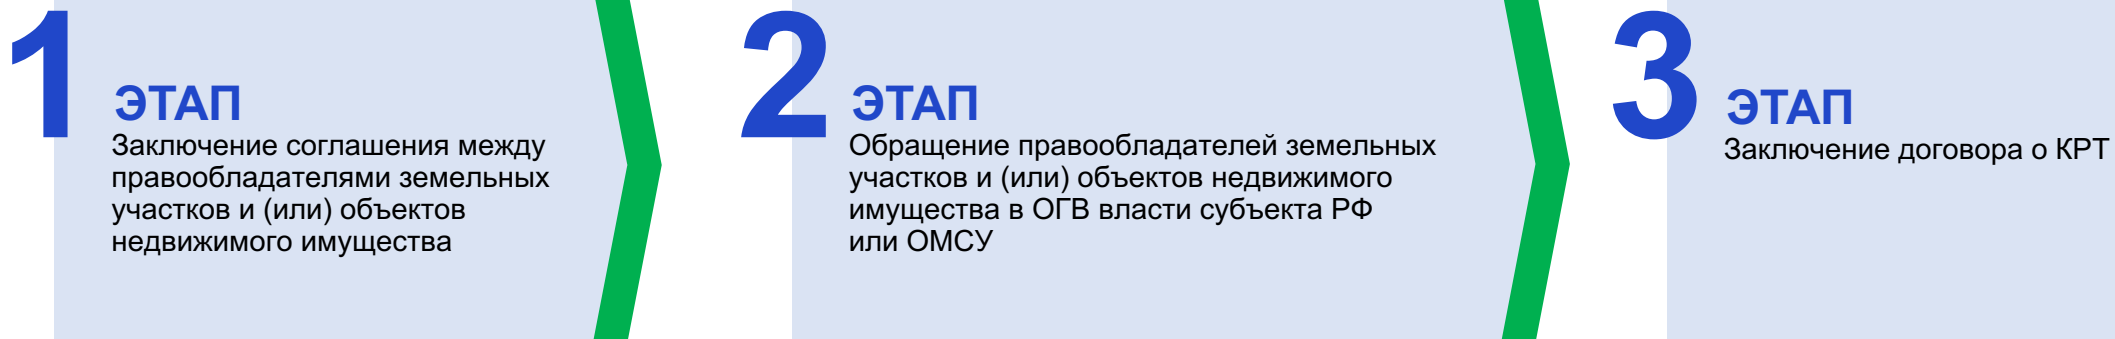 1
ЭТАП
Заключение соглашения между
правообладателями земельных
участков и (или) объектов
недвижимого имущества
2
ЭТАП
Обращение правообладателей земельных
участков и (или) объектов недвижимого
имущества в ОГВ власти субъекта РФ
или ОМСУ
3
ЭТАП
Заключение договора о КРТ